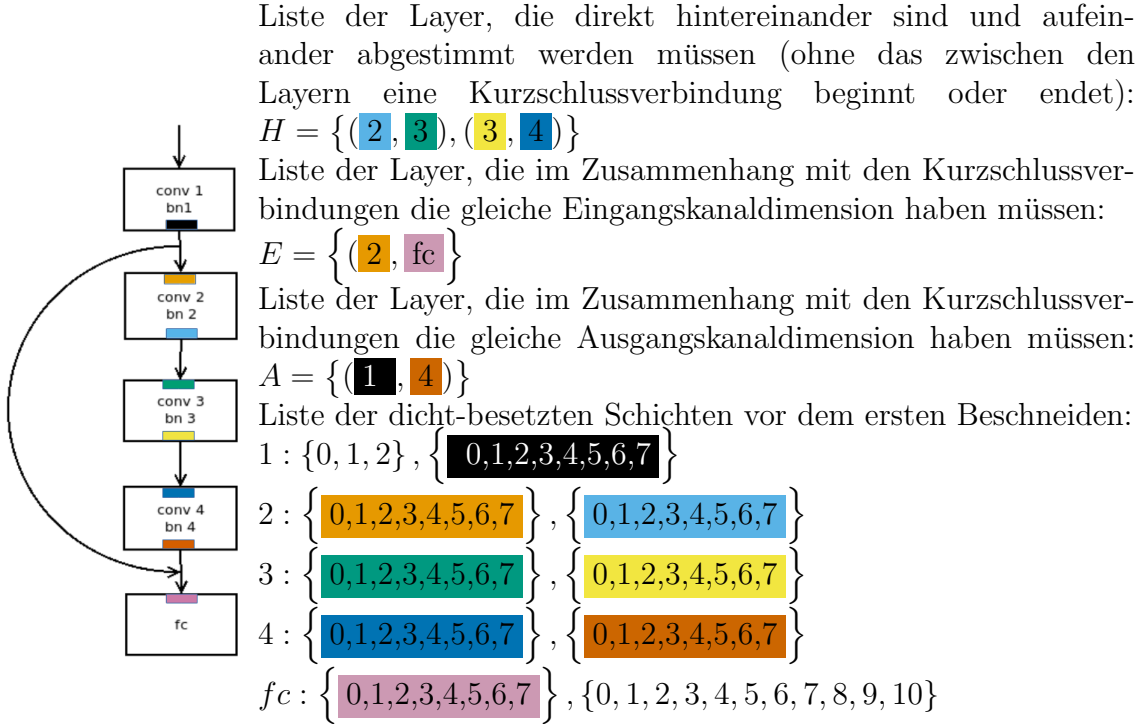 Liste der Layer, die direkt hintereinander sind und aufein-
ander abgestimmt werden müssen (ohne das zwischen den
Layern eine Kurzschlussverbindung beginnt oder endet):
H = {( 2 , 3 ), ( 3 , 4 )}
Liste der Layer, die im Zusammenhang mit den Kurzschlussver-
bindungen die gleiche Eingangskanaldimension haben müssen:
E = {( 2 , fc }
Liste der Layer, die im Zusammenhang mit den Kurzschlussver-
bindungen die gleiche Ausgangskanaldimension haben müssen:
A = {( 1 , 4 )}
Liste der dicht-besetzten Schichten vor dem ersten Beschneiden:
1 : {0, 1, 2} , { 0,1,2,3,4,5,6,7 }
2 : { 0,1,2,3,4,5,6,7 } , { 0,1,2,3,4,5,6,7 }
3 : { 0,1,2,3,4,5,6,7 } , { 0,1,2,3,4,5,6,7 }
4 : { 0,1,2,3,4,5,6,7 } , { 0,1,2,3,4,5,6,7 }
fc : { 0,1,2,3,4,5,6,7 } , {0, 1, 2, 3, 4, 5, 6, 7, 8, 9, 10}
conv 1
bn1
conv 2
bn 2
conv 3
bn 3
conv 4
bn 4
fc